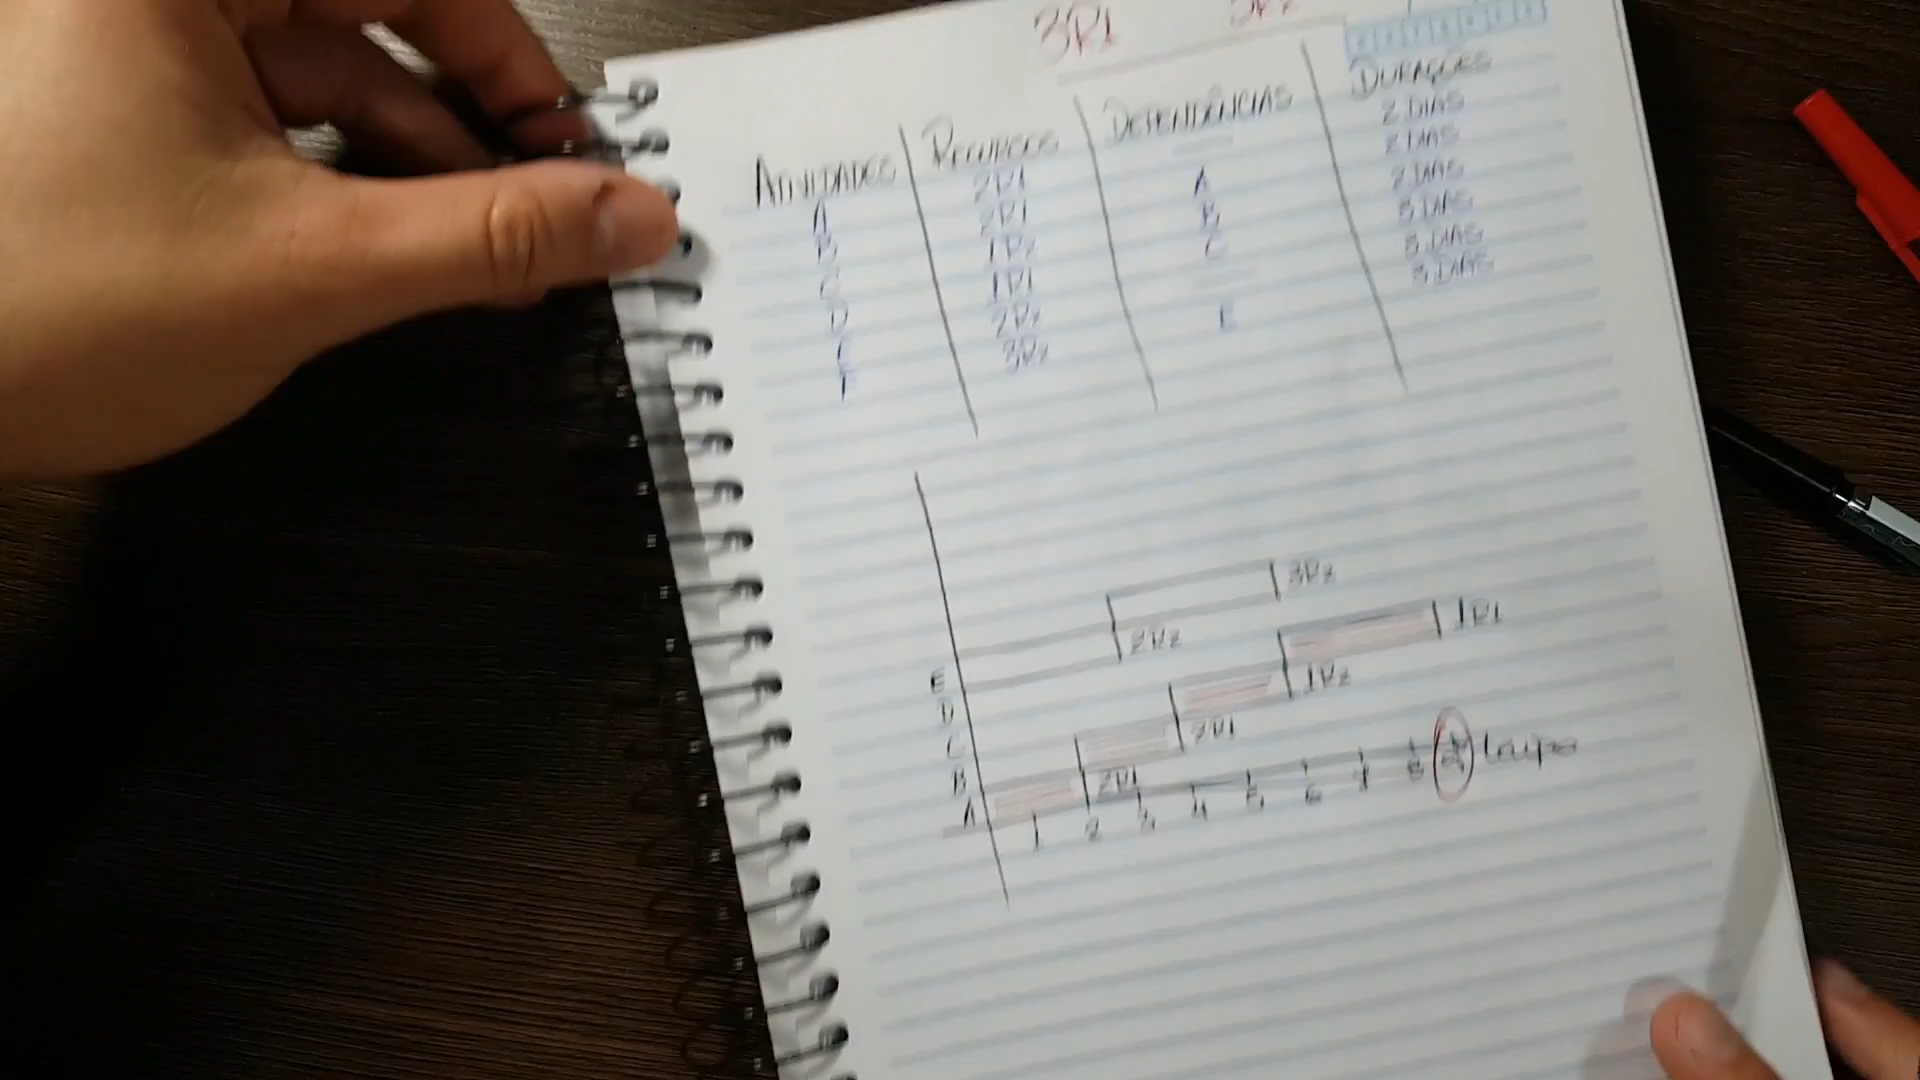 3R1 3R2
ATIVIDADES RECURSOS DEPENDÊNCIAS DURAÇÕES
A 2R1 — 2 DIAS
B 2R1 A 2 DIAS
C 1R2 B 2 DIAS
D 1R1 C 3 DIAS
E 2R2 — 3 DIAS
F 3R2 E 3 DIAS
3R2
1R1
2R2
E
1R2
D
2R1
C
B
2R1
A
1 2 3 4 5 6 7 8 9